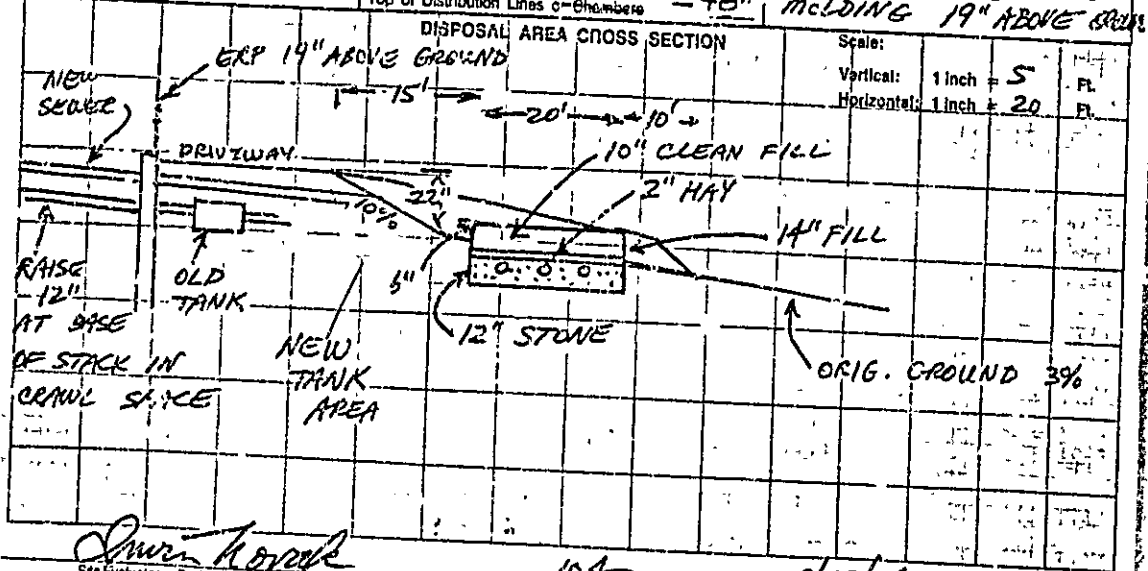 Top of Distribution Lines or Chambers
MOLDING 19" ABOVE
DISPOSAL AREA CROSS SECTION
Scale:
Vertical: 1 inch = 5 Ft.
Horizontal: 1 inch = 20 Ft.
ERP 19" ABOVE GROUND
NEW
SEWER
15'
20'
10'
DRIVEWAY
10" CLEAN FILL
2" HAY
22"
10%
14" FILL
RAISE
12"
AT BASE
OF STACK IN
CRAWL SPACE
OLD
TANK
5"
12" STONE
NEW
TANK
AREA
ORIG. GROUND 3%